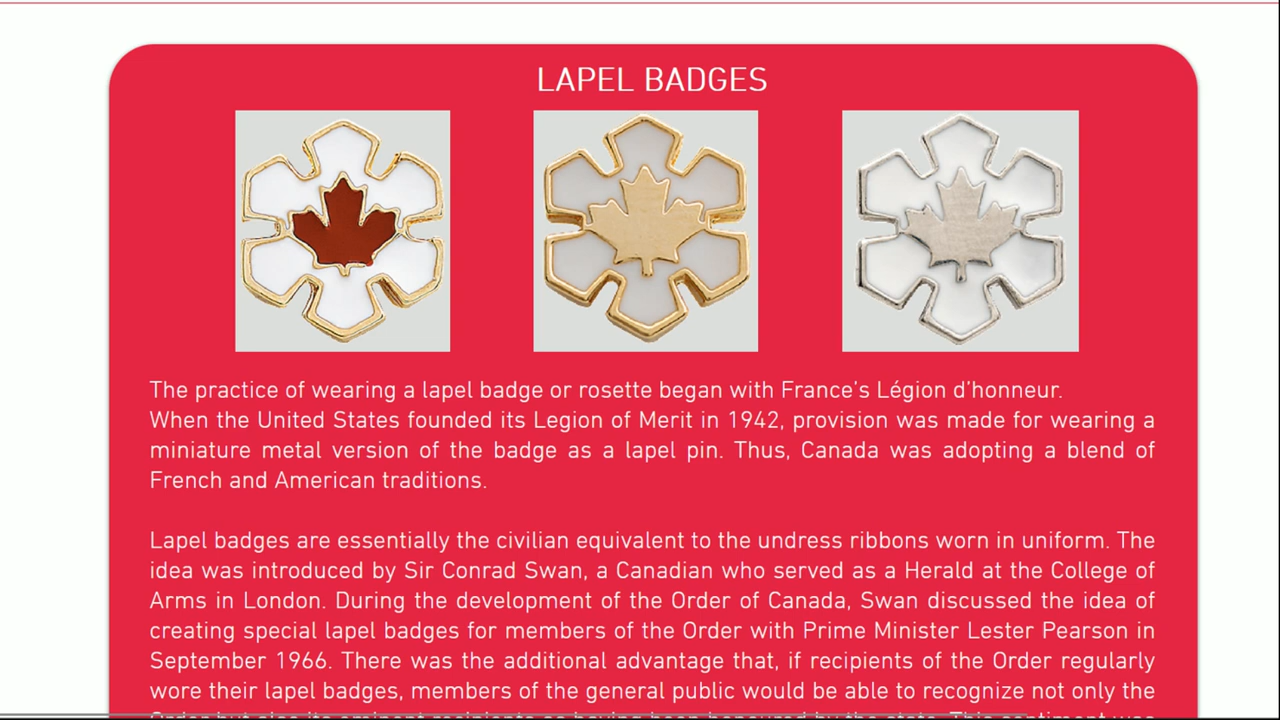 LAPEL BADGES
The practice of wearing a lapel badge or rosette began with France's Légion d'honneur.
When the United States founded its Legion of Merit in 1942, provision was made for wearing a
miniature metal version of the badge as a lapel pin. Thus, Canada was adopting a blend of
French and American traditions.
Lapel badges are essentially the civilian equivalent to the undress ribbons worn in uniform. The
idea was introduced by Sir Conrad Swan, a Canadian who served as a Herald at the College of
Arms in London. During the development of the Order of Canada, Swan discussed the idea of
creating special lapel badges for members of the Order with Prime Minister Lester Pearson in
September 1966. There was the additional advantage that, if recipients of the Order regularly
wore their lapel badges, members of the general public would be able to recognize not only the